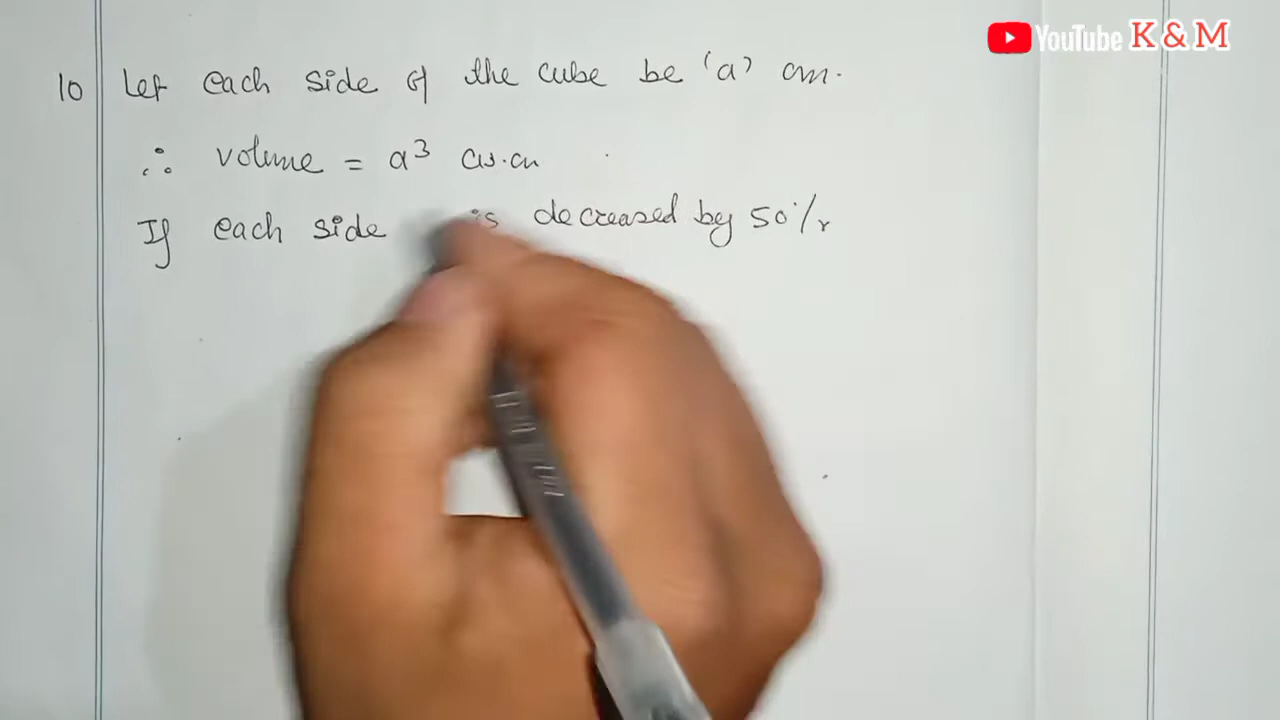 YouTube K & M
10 Let each side of the cube be 'a' cm.
∴ volume = a³ cu.cm
If each side is decreased by 50%